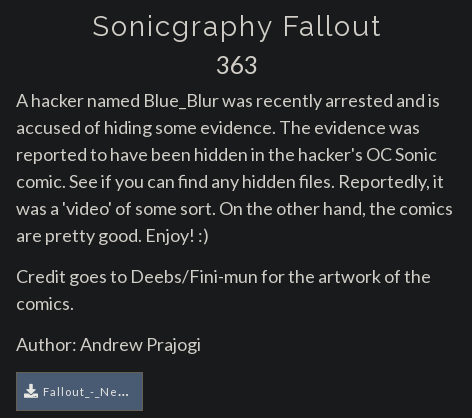 Sonicgraphy Fallout
363
A hacker named Blue_Blur was recently arrested and is
accused of hiding some evidence. The evidence was
reported to have been hidden in the hacker's OC Sonic
comic. See if you can find any hidden files. Reportedly, it
was a 'video' of some sort. On the other hand, the comics
are pretty good. Enjoy! :)
Credit goes to Deebs/Fini-mun for the artwork of the
comics.
Author: Andrew Prajogi
Fallout_-_Ne...